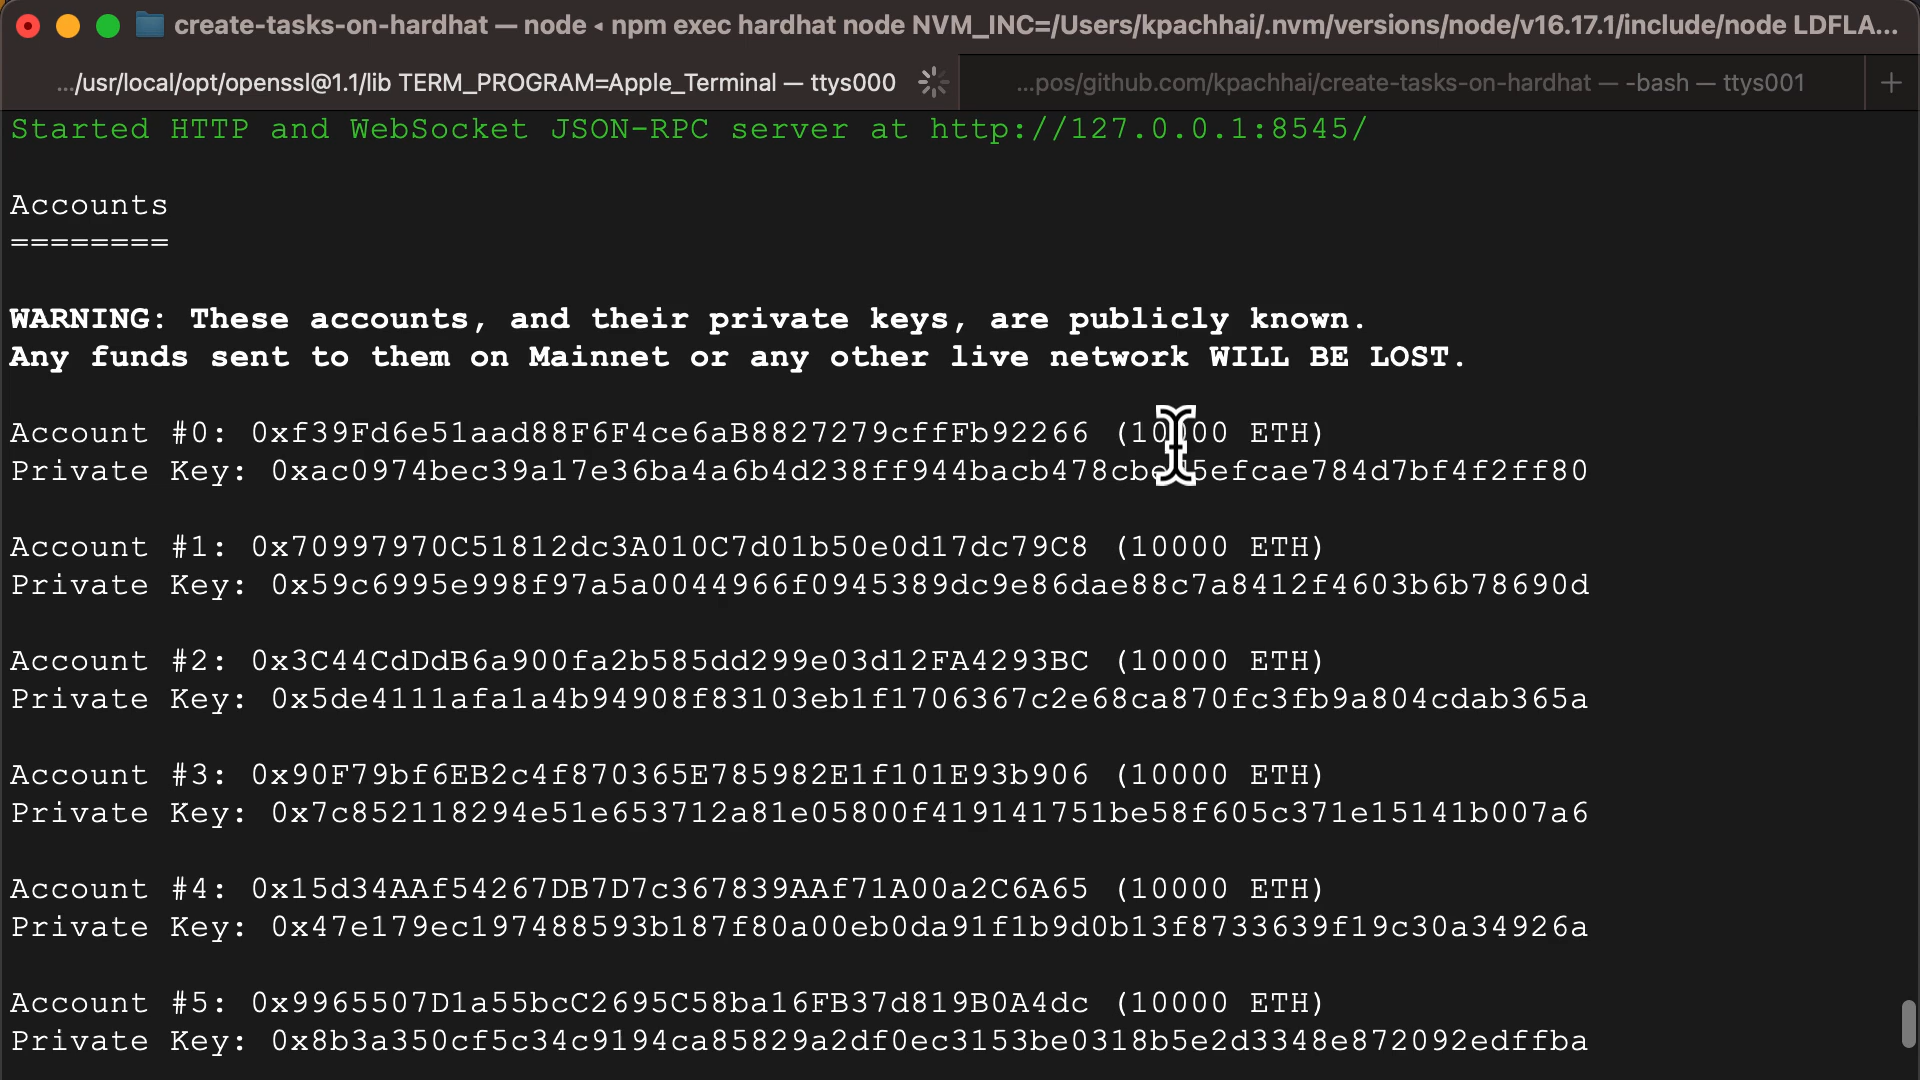 create-tasks-on-hardhat — node ◂ npm exec hardhat node NVM_INC=/Users/kpachhai/.nvm/versions/node/v16.17.1/include/node LDFLA...
.../usr/local/opt/openssl@1.1/lib TERM_PROGRAM=Apple_Terminal — ttys000
...pos/github.com/kpachhai/create-tasks-on-hardhat — -bash — ttys001
Started HTTP and WebSocket JSON-RPC server at http://127.0.0.1:8545/
Accounts
========
WARNING: These accounts, and their private keys, are publicly known.
Any funds sent to them on Mainnet or any other live network WILL BE LOST.
Account #0: 0xf39Fd6e51aad88F6F4ce6aB8827279cffFb92266 (10000 ETH)
Private Key: 0xac0974bec39a17e36ba4a6b4d238ff944bacb478cbed5efcae784d7bf4f2ff80
Account #1: 0x70997970C51812dc3A010C7d01b50e0d17dc79C8 (10000 ETH)
Private Key: 0x59c6995e998f97a5a0044966f0945389dc9e86dae88c7a8412f4603b6b78690d
Account #2: 0x3C44CdDdB6a900fa2b585dd299e03d12FA4293BC (10000 ETH)
Private Key: 0x5de4111afa1a4b94908f83103eb1f1706367c2e68ca870fc3fb9a804cdab365a
Account #3: 0x90F79bf6EB2c4f870365E785982E1f101E93b906 (10000 ETH)
Private Key: 0x7c852118294e51e653712a81e05800f419141751be58f605c371e15141b007a6
Account #4: 0x15d34AAf54267DB7D7c367839AAf71A00a2C6A65 (10000 ETH)
Private Key: 0x47e179ec197488593b187f80a00eb0da91f1b9d0b13f8733639f19c30a34926a
Account #5: 0x9965507D1a55bcC2695C58ba16FB37d819B0A4dc (10000 ETH)
Private Key: 0x8b3a350cf5c34c9194ca85829a2df0ec3153be0318b5e2d3348e872092edffba